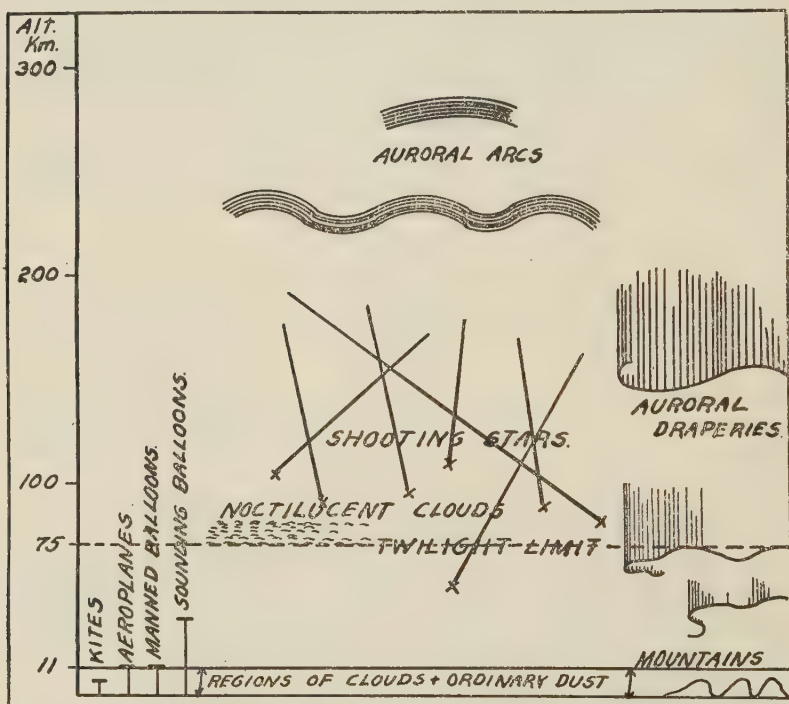 Alt.
Km.
300
AURORAL ARCS
200
AURORAL
DRAPERIES.
SHOOTING STARS.
100
NOCTILUCENT CLOUDS
75
TWILIGHT LIMIT
KITES
AEROPLANES
MANNED BALLOONS.
SOUNDING BALLOONS.
11
MOUNTAINS
REGIONS OF CLOUDS + ORDINARY DUST